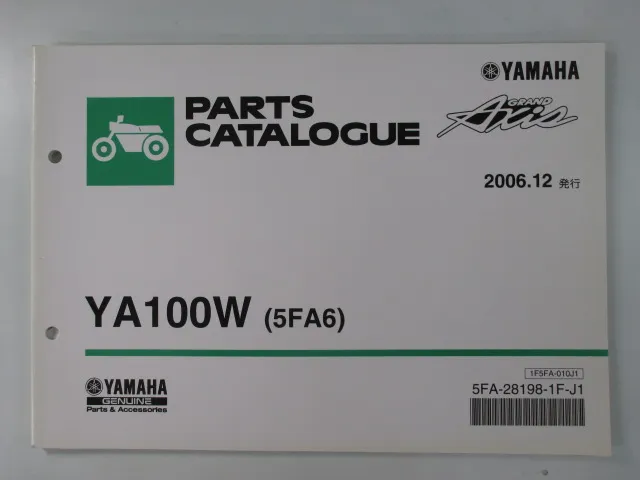 YAMAHA
PARTS
CATALOGUE
GRAND
Axis
2006.12 発行
YA100W (5FA6)
YAMAHA
GENUINE
Parts & Accessories
1F5FA-010J1
5FA-28198-1F-J1